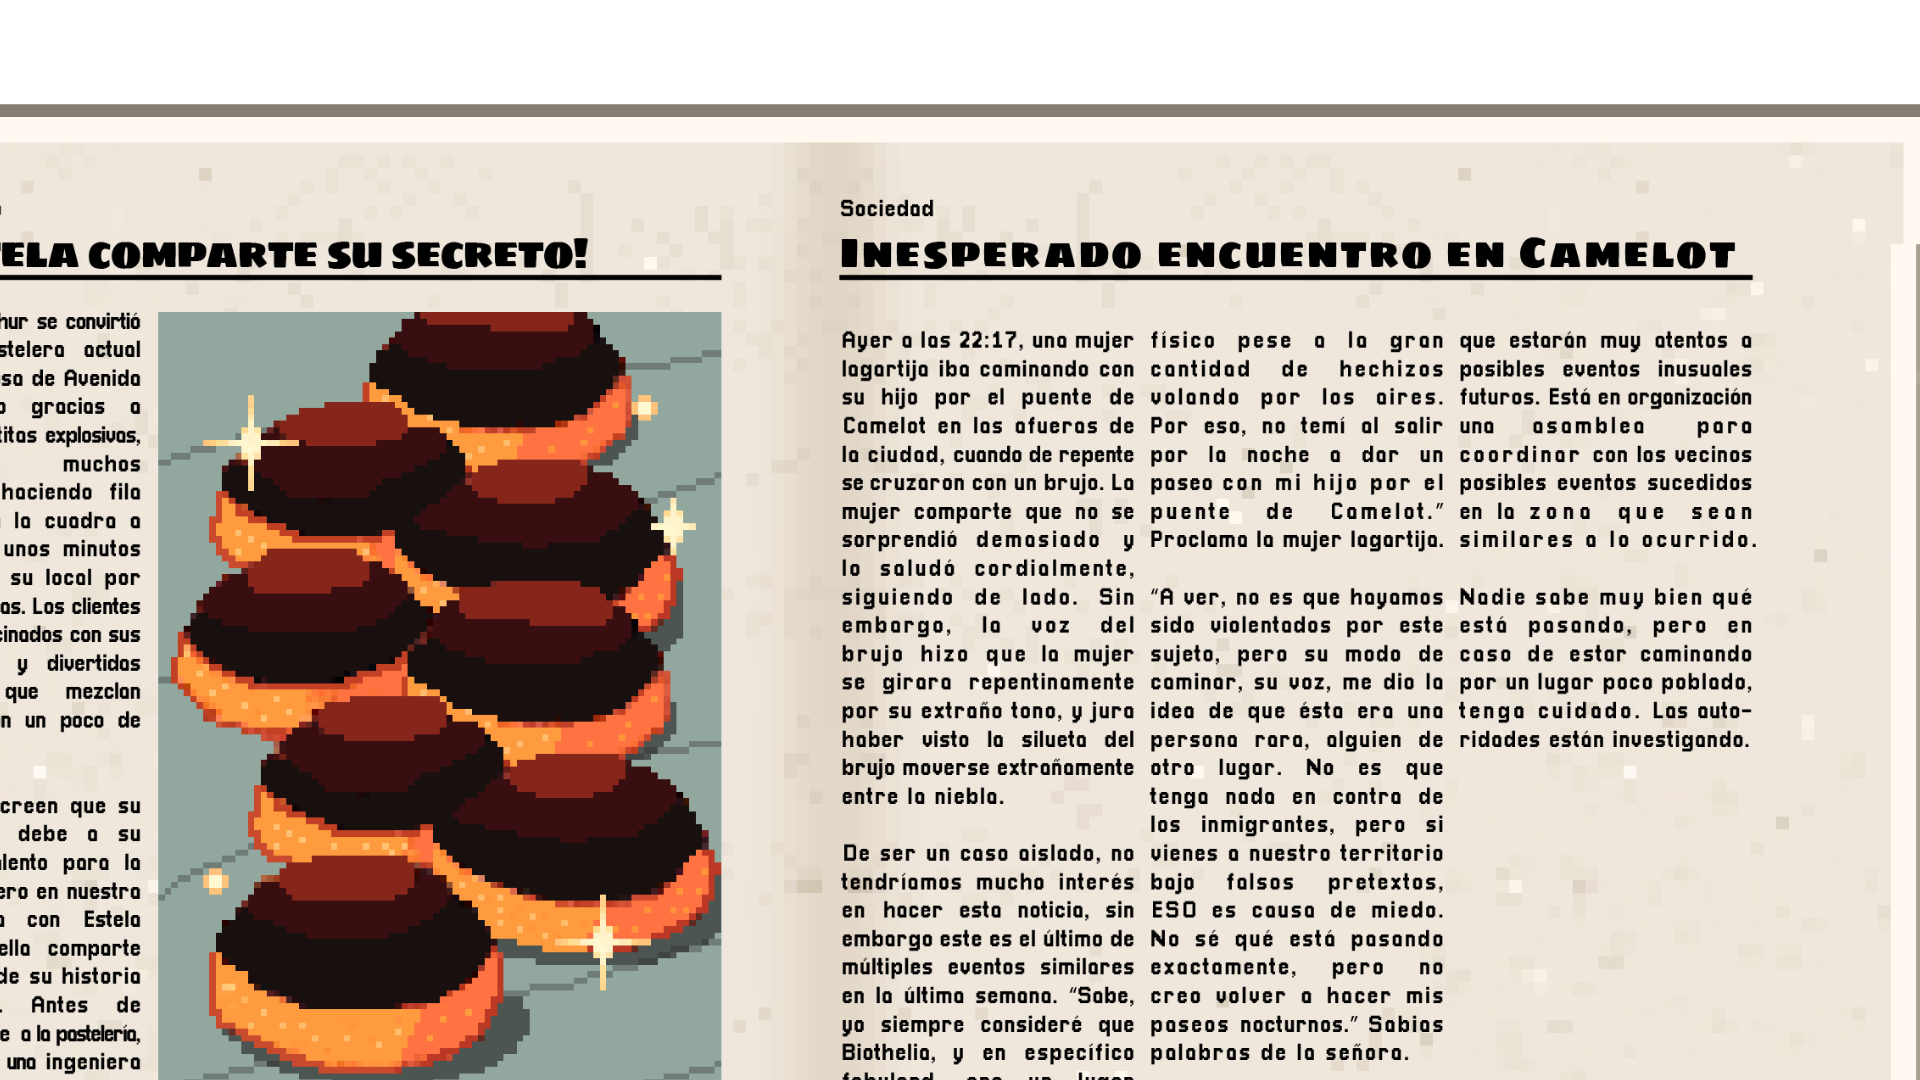 TELA COMPARTE SU SECRETO!
hur se convirtió
stelera actual
asa de Avenida
o gracias a
titas explosivas,
muchos
haciendo fila
la cuadra a
unos minutos
su local por
as. Los clientes
cinados con sus
y divertidas
que mezclan
n un poco de
creen que su
debe a su
alento para la
ero en nuestra
a con Estela
ella comparte
de su historia
. Antes de
e a la pastelería,
una ingeniera
Sociedad
Inesperado encuentro en Camelot
Ayer a las 22:17, una mujer
lagartija iba caminando con
su hijo por el puente de
Camelot en las afueras de
la ciudad, cuando de repente
se cruzaron con un brujo. La
mujer comparte que no se
sorprendió demasiado y
lo saludó cordialmente,
siguiendo de lado. Sin
embargo, la voz del
brujo hizo que la mujer
se girara repentinamente
por su extraño tono, y jura
haber visto la silueta del
brujo moverse extrañamente
entre la niebla.
De ser un caso aislado, no
tendríamos mucho interés
en hacer esta noticia, sin
embargo este es el último de
múltiples eventos similares
en la última semana. "Sabe,
yo siempre consideré que
Biothelia, y en específico
físico pese a la gran
cantidad de hechizos
volando por los aires.
Por eso, no temí al salir
por la noche a dar un
paseo con mi hijo por el
puente de Camelot."
Proclama la mujer lagartija.
"A ver, no es que hayamos
sido violentados por este
sujeto, pero su modo de
caminar, su voz, me dio la
idea de que ésta era una
persona rara, alguien de
otro lugar. No es que
tenga nada en contra de
los inmigrantes, pero si
vienes a nuestro territorio
bajo falsos pretextos,
ESO es causa de miedo.
No sé qué está pasando
exactamente, pero no
creo volver a hacer mis
paseos nocturnos." Sabias
palabras de la señora.
que estarán muy atentos a
posibles eventos inusuales
futuros. Está en organización
una asamblea para
coordinar con los vecinos
posibles eventos sucedidos
en la zona que sean
similares a lo ocurrido.
Nadie sabe muy bien qué
está pasando, pero en
caso de estar caminando
por un lugar poco poblado,
tenga cuidado. Las auto-
ridades están investigando.